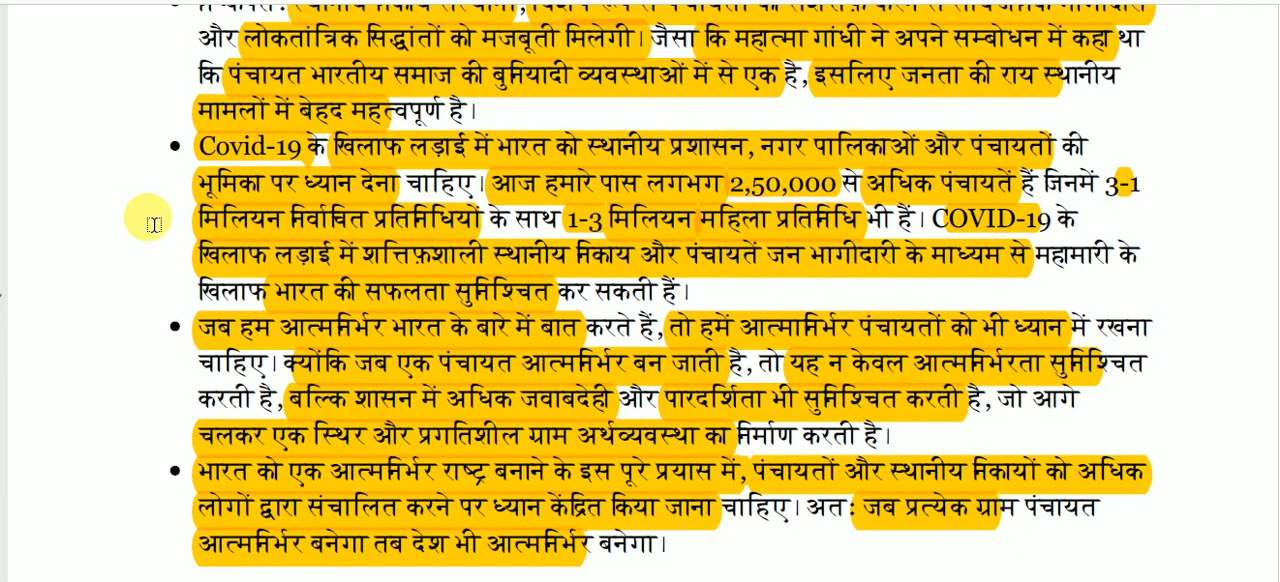 और लोकतांत्रिक सिद्धांतों को मजबूती मिलेगी। जैसा कि महात्मा गांधी ने अपने सम्बोधन में कहा था
कि पंचायत भारतीय समाज की बुनियादी व्यवस्थाओं में से एक है, इसलिए जनता की राय स्थानीय
मामलों में बेहद महत्वपूर्ण है।
• Covid-19 के खिलाफ लड़ाई में भारत को स्थानीय प्रशासन, नगर पालिकाओं और पंचायतों की
भूमिका पर ध्यान देना चाहिए। आज हमारे पास लगभग 2,50,000 से अधिक पंचायतें हैं जिनमें 3-1
मिलियन निर्वाचित प्रतिनिधियों के साथ 1-3 मिलियन महिला प्रतिनिधि भी हैं। COVID-19 के
खिलाफ लड़ाई में शक्तिशाली स्थानीय निकाय और पंचायतें जन भागीदारी के माध्यम से महामारी के
खिलाफ भारत की सफलता सुनिश्चित कर सकती हैं।
• जब हम आत्मनिर्भर भारत के बारे में बात करते हैं, तो हमें आत्मानिर्भर पंचायतों को भी ध्यान में रखना
चाहिए। क्योंकि जब एक पंचायत आत्मनिर्भर बन जाती है, तो यह न केवल आत्मनिर्भरता सुनिश्चित
करती है, बल्कि शासन में अधिक जवाबदेही और पारदर्शिता भी सुनिश्चित करती है, जो आगे
चलकर एक स्थिर और प्रगतिशील ग्राम अर्थव्यवस्था का निर्माण करती है।
• भारत को एक आत्मनिर्भर राष्ट्र बनाने के इस पूरे प्रयास में, पंचायतों और स्थानीय निकायों को अधिक
लोगों द्वारा संचालित करने पर ध्यान केंद्रित किया जाना चाहिए। अतः जब प्रत्येक ग्राम पंचायत
आत्मनिर्भर बनेगा तब देश भी आत्मनिर्भर बनेगा।